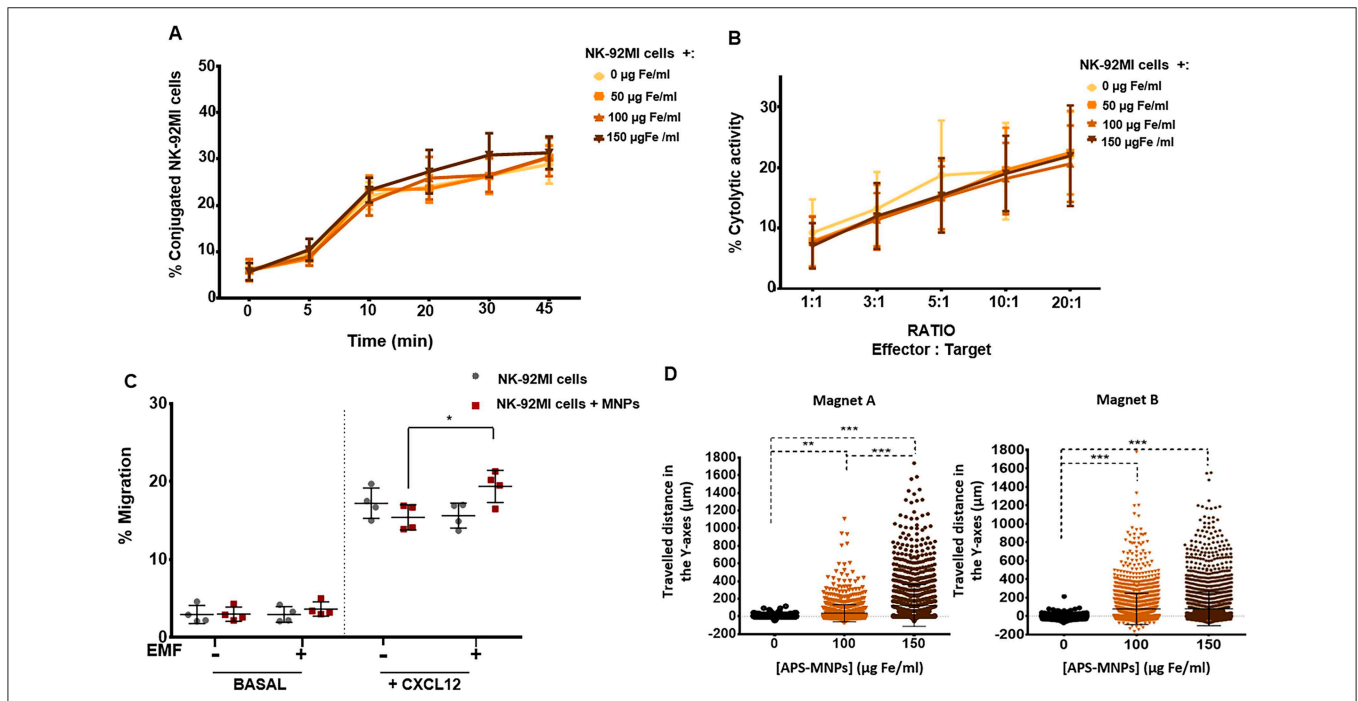 A
NK-92MI cells +:
0 µg Fe/ml
50 µg Fe/ml
100 µg Fe/ml
150 µgFe /ml
% Conjugated NK-92MI cells
50
40
30
20
10
0
0 5 10 20 30 45
Time (min)
B
NK-92MI cells +:
0 µg Fe/ml
50 µg Fe/ml
100 µg Fe/ml
150 µgFe /ml
% Cytolytic activity
30
20
10
0
1:1 3:1 5:1 10:1 20:1
RATIO
Effector : Target
C
NK-92MI cells
NK-92MI cells + MNPs
% Migration
30
20
10
0
*
EMF - + - +
BASAL + CXCL12
D
Magnet A
Travelled distance in
the Y-axes (µm)
***
** ***
1800
1600
1400
1200
1000
800
600
400
200
0
-200
0 100 150
[APS-MNPs] (µg Fe/ml)
Magnet B
Travelled distance in
the Y-axes (µm)
***
***
1800
1600
1400
1200
1000
800
600
400
200
0
-200
0 100 150
[APS-MNPs] (µg Fe/ml)